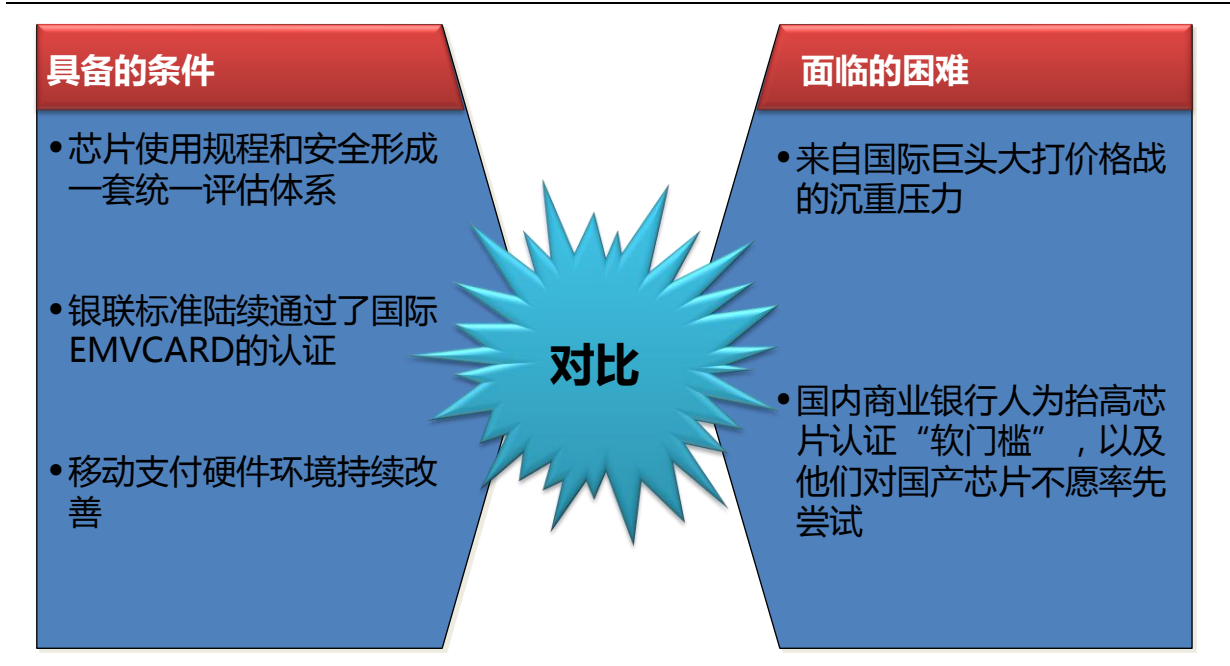 具备的条件
•芯片使用规程和安全形成
一套统一评估体系
•银联标准陆续通过了国际
EMVCARD的认证
•移动支付硬件环境持续改
善
对比
面临的困难
•来自国际巨头大打价格战
的沉重压力
•国内商业银行人为抬高芯
片认证“软门槛”，以及
他们对国产芯片不愿率先
尝试